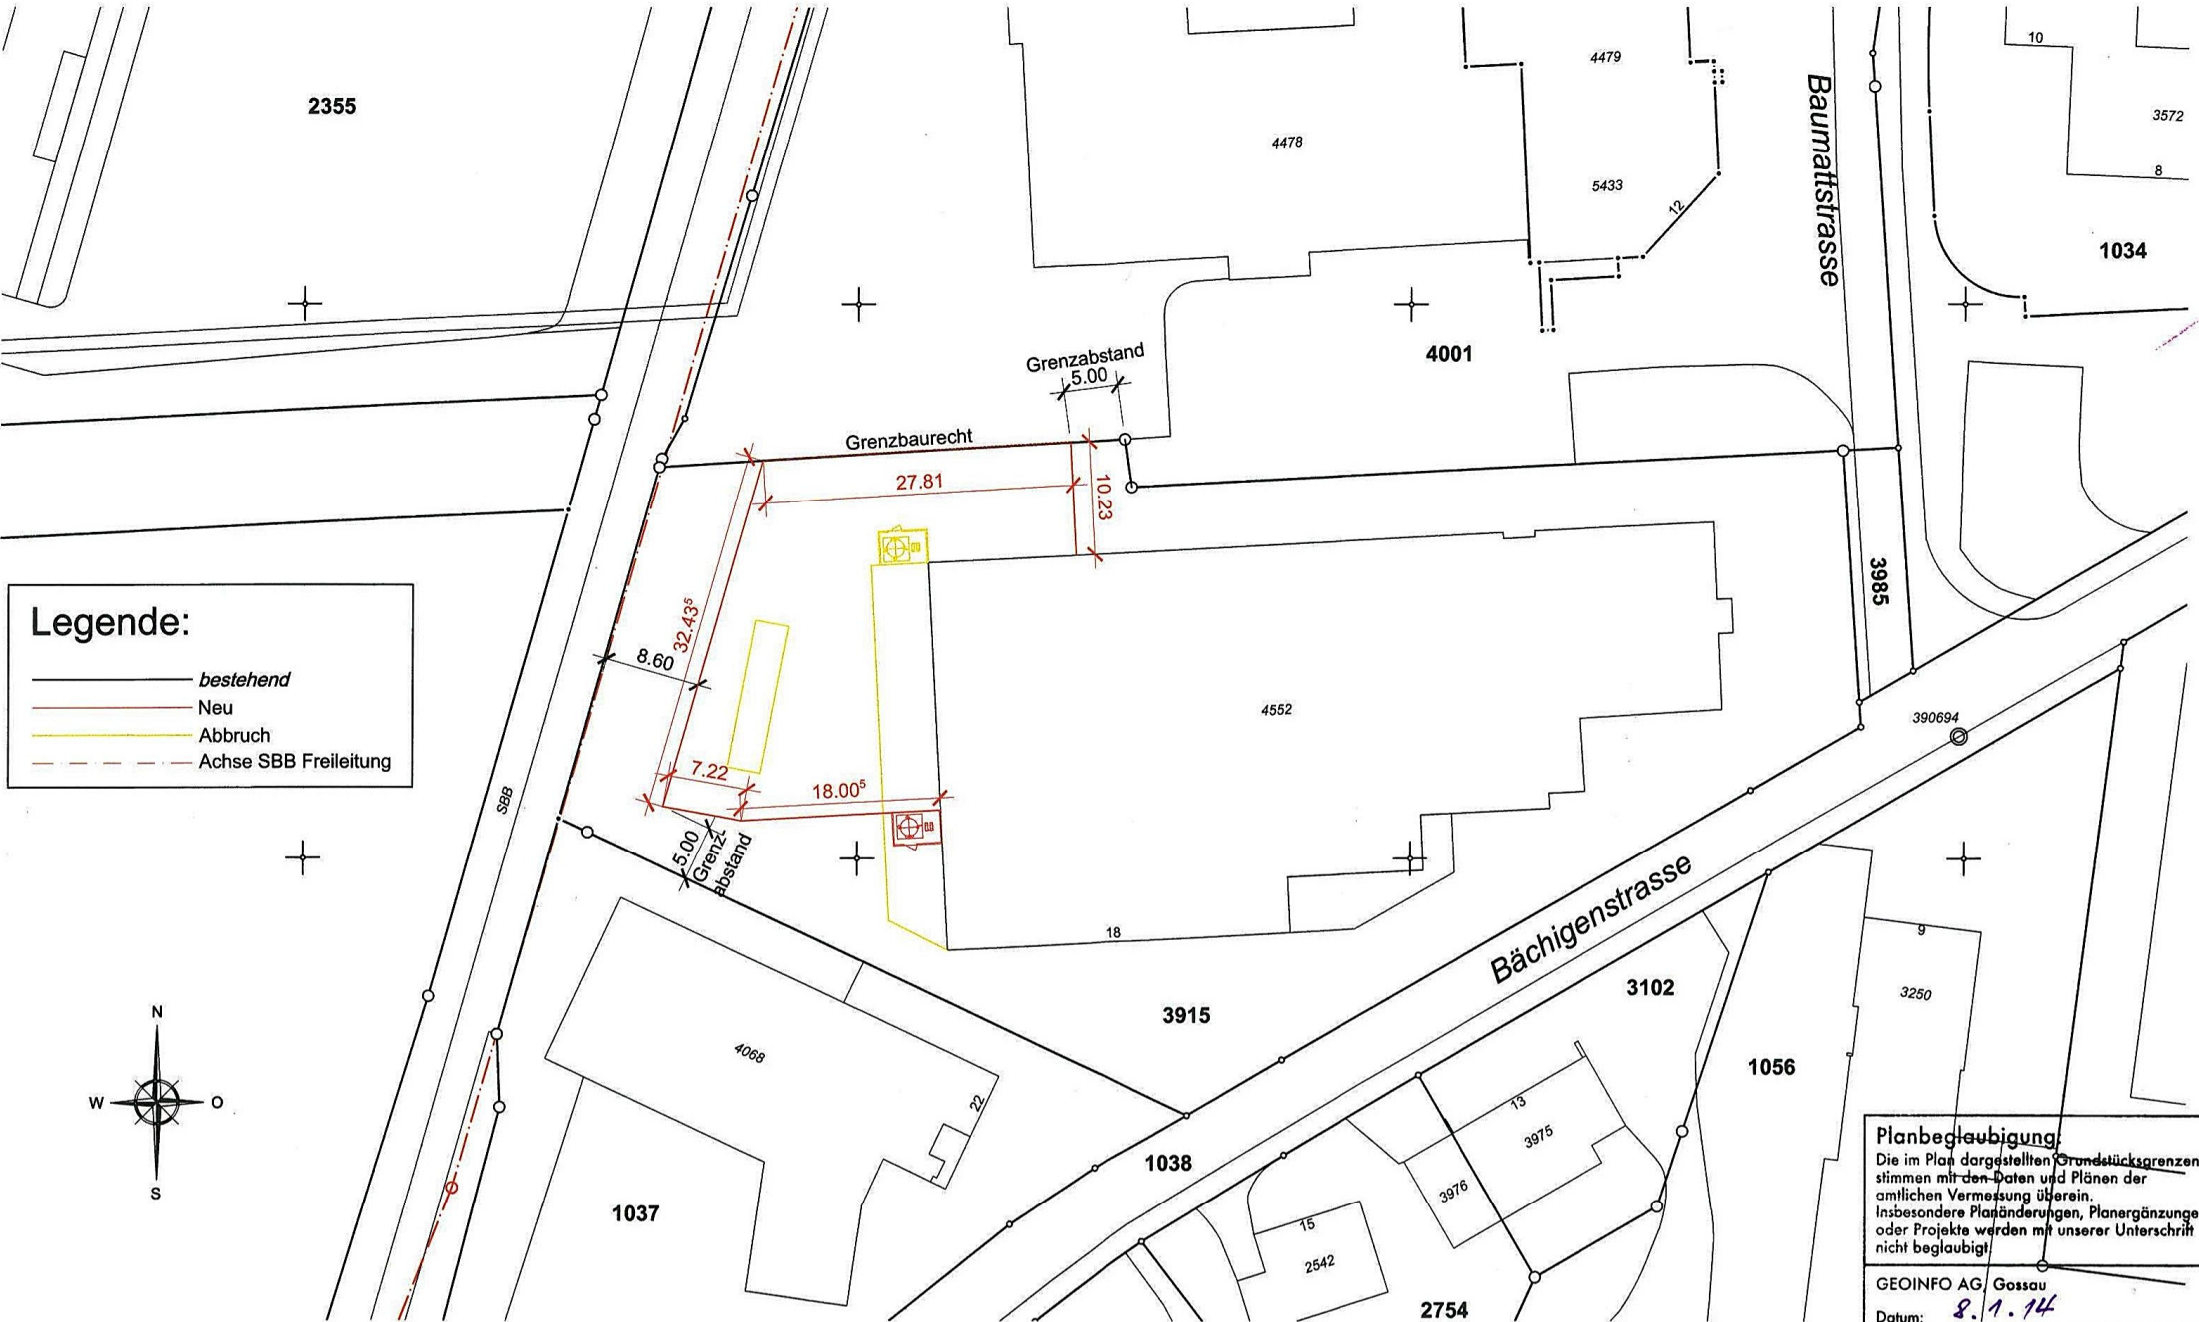 10
4479
2355
3572
4478
8
5433
12
Baumattstrasse
1034
4001
Grenzabstand
5.00
Grenzbaurecht
27.81
10.23
3985
Legende:
bestehend
Neu
Abbruch
Achse SBB Freileitung
32.43⁵
8.60
4552
390694
7.22
18.00⁵
SBB
5.00
Grenz-
abstand
Bächigenstrasse
18
9
3102
3250
3915
N
W
O
S
4068
22
1056
13
3975
3976
1038
1037
15
2542
2754
Planbeglaubigung:
Die im Plan dargestellten Grundstücksgrenzen
stimmen mit den Daten und Plänen der
amtlichen Vermessung überein.
Insbesondere Planänderungen, Planergänzunge
oder Projekte werden mit unserer Unterschrift
nicht beglaubigt.
GEOINFO AG, Gossau
Datum: 8.1.14